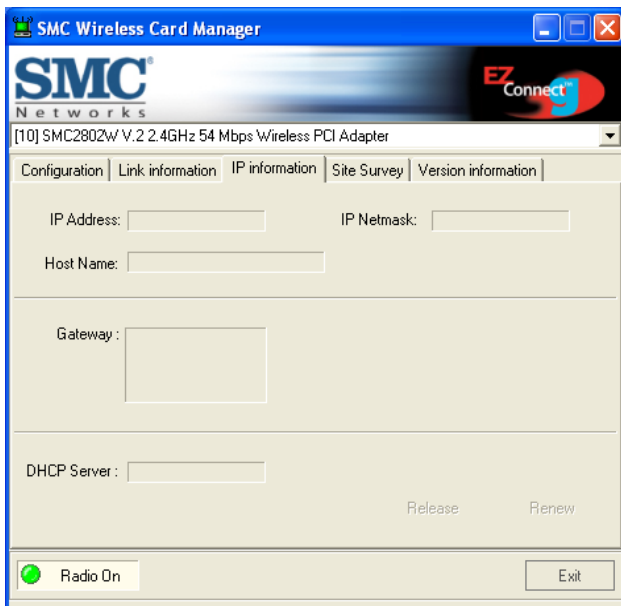 SMC Wireless Card Manager
SMC®
Networks
EZ Connect g
[10] SMC2802W V.2 2.4GHz 54 Mbps Wireless PCI Adapter
Configuration Link information IP information Site Survey Version information
IP Address: IP Netmask:
Host Name:
Gateway :
DHCP Server :
Release Renew
Radio On Exit